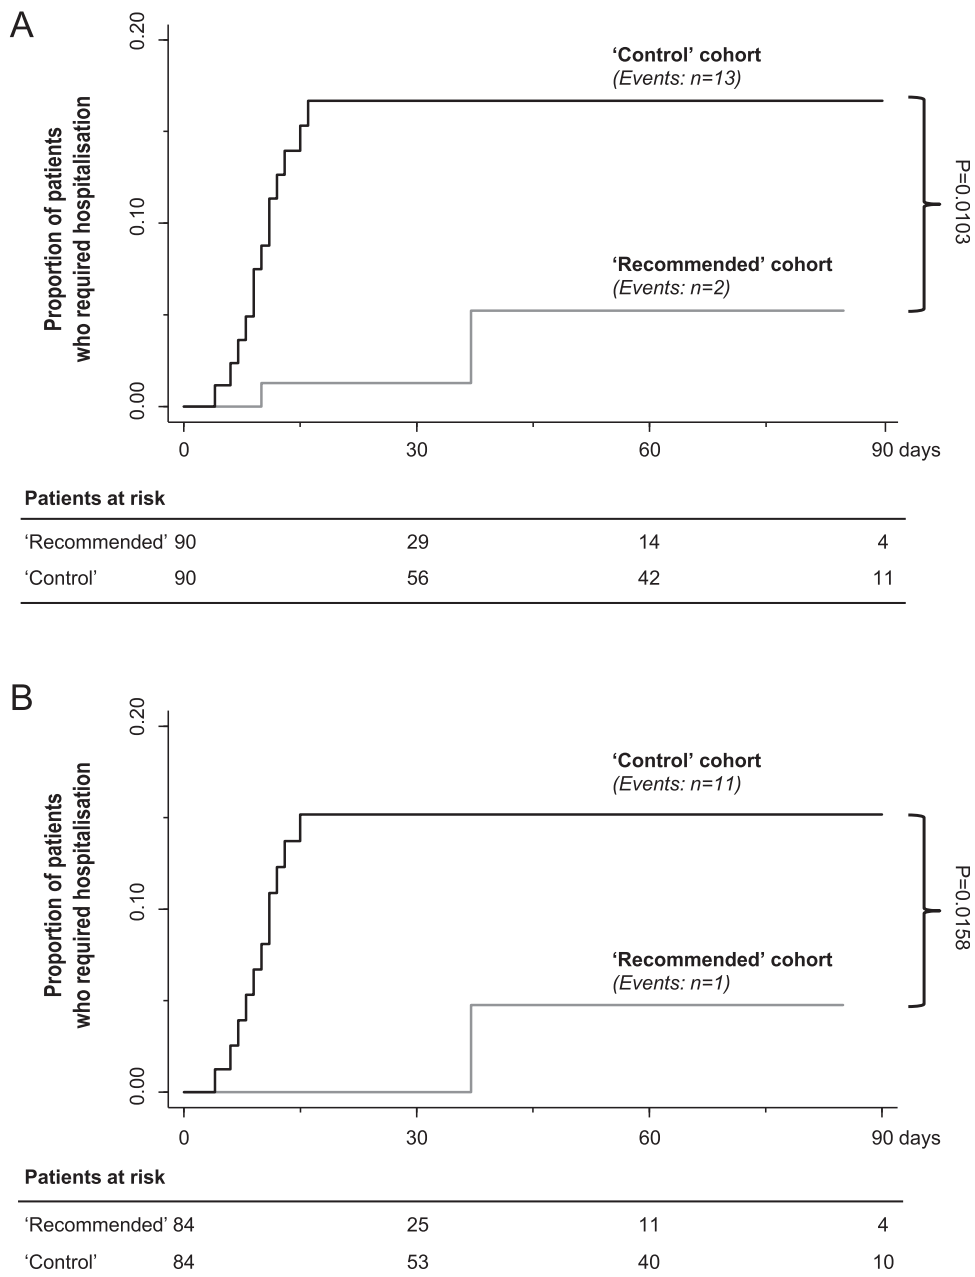 A
0.20
'Control' cohort
(Events: n=13)
Proportion of patients
who required hospitalisation
0.10
P=0.0103
'Recommended' cohort
(Events: n=2)
0.00
0 30 60 90 days
Patients at risk
'Recommended' 90 29 14 4
'Control' 90 56 42 11
B
0.20
'Control' cohort
(Events: n=11)
Proportion of patients
who required hospitalisation
0.10
P=0.0158
'Recommended' cohort
(Events: n=1)
0.00
0 30 60 90 days
Patients at risk
'Recommended' 84 25 11 4
'Control' 84 53 40 10